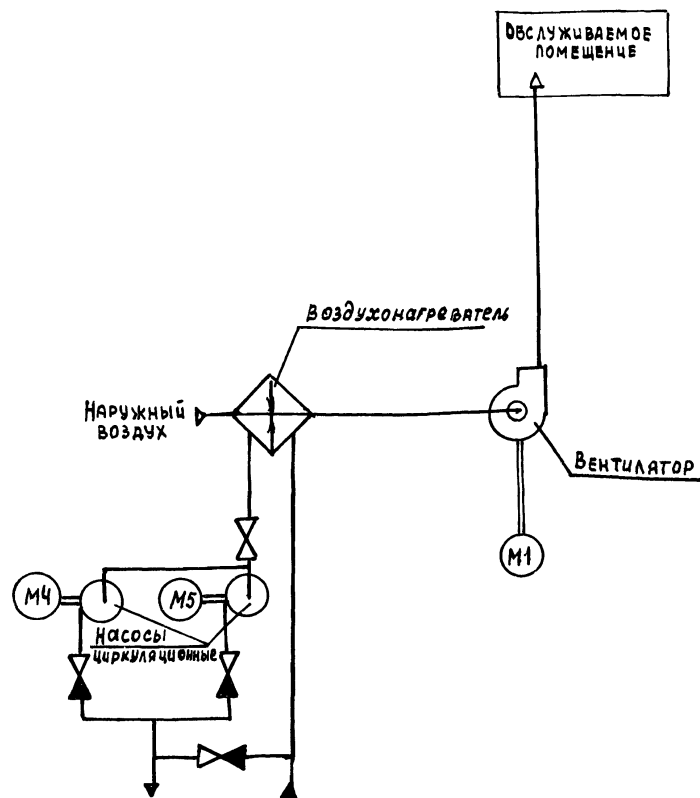 ОБСЛУЖИВАЕМОЕ
ПОМЕЩЕНИЕ
ВОЗДУХОНАГРЕВАТЕЛЬ
НАРУЖНЫЙ
ВОЗДУХ
ВЕНТИЛЯТОР
М1
М4
М5
НАСОСЫ
ЦИРКУЛЯЦИОННЫЕ